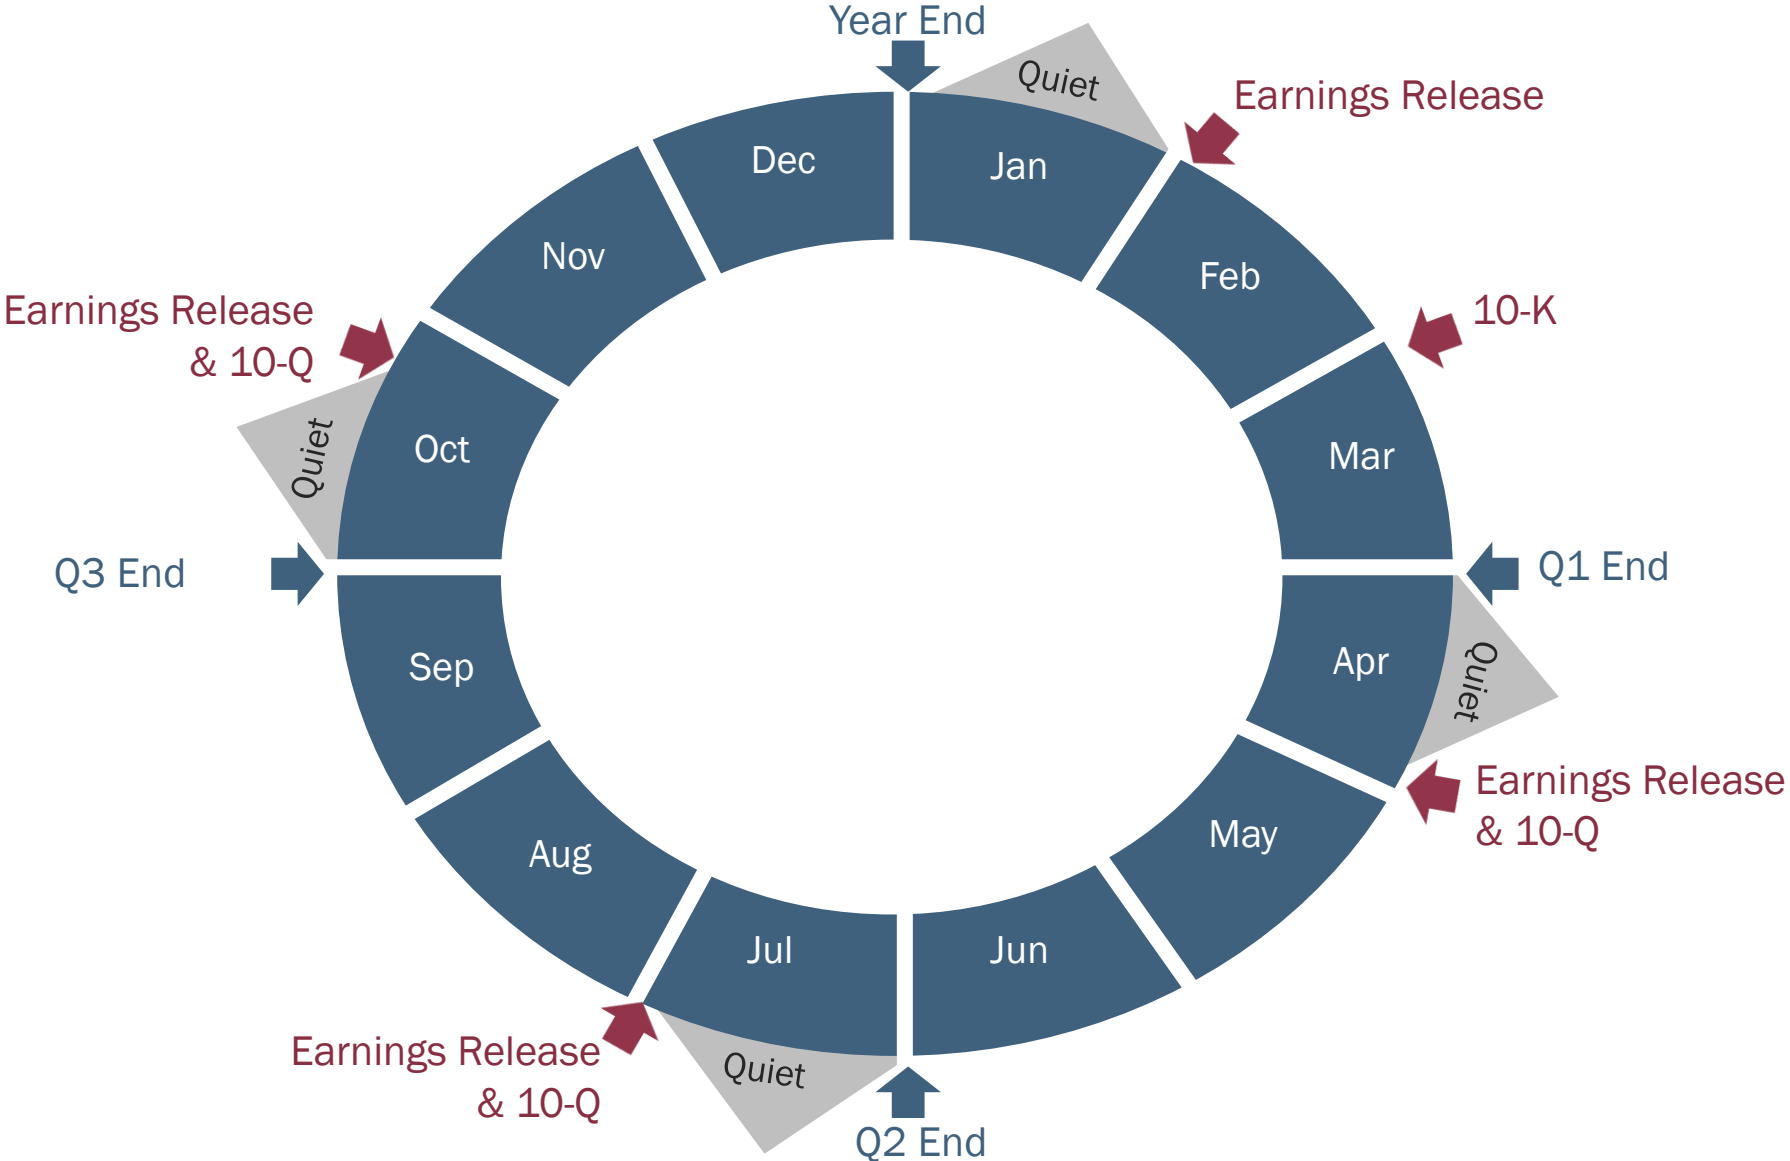 Year End
Quiet
Earnings Release
Jan
Feb
10-K
Mar
Q1 End
Apr
Quiet
Earnings Release
& 10-Q
May
Jun
Q2 End
Jul
Quiet
Earnings Release
& 10-Q
Aug
Sep
Q3 End
Oct
Quiet
Earnings Release
& 10-Q
Nov
Dec